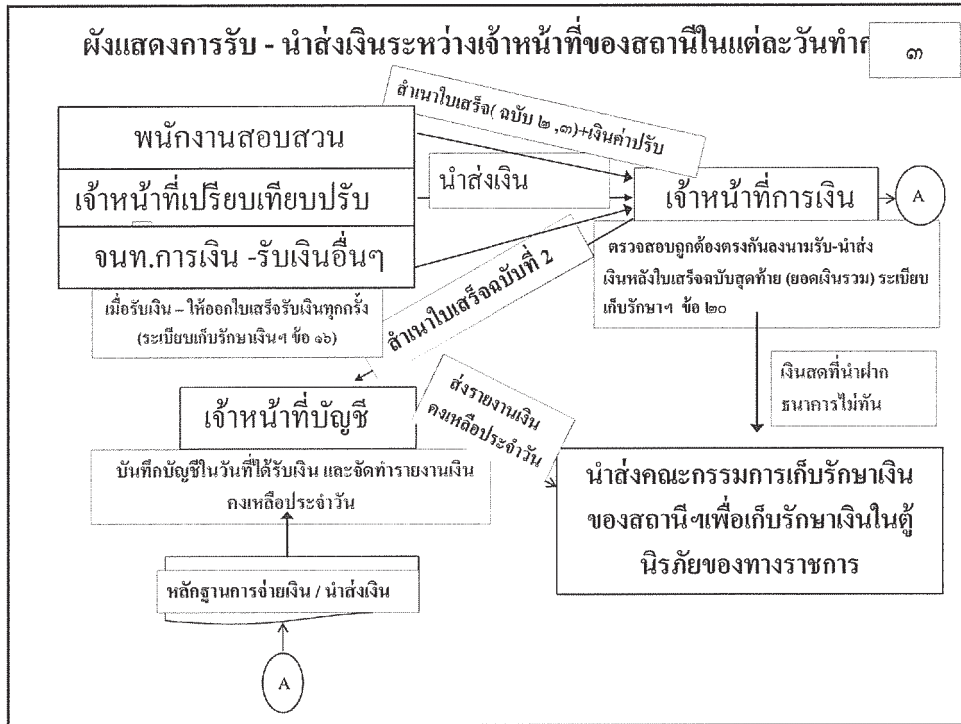 ผังแสดงการรับ - นำส่งเงินระหว่างเจ้าหน้าที่ของสถานีในแต่ละวันทำก
๓
สำเนาใบเสร็จ( ฉบับ ๒ ,๓)+เงินค่าปรับ
พนักงานสอบสวน
นำส่งเงิน
เจ้าหน้าที่เปรียบเทียบปรับ
เจ้าหน้าที่การเงิน
A
จนท.การเงิน -รับเงินอื่นๆ
ตรวจสอบถูกต้องตรงกันลงนามรับ-นำส่ง
เงินหลังใบเสร็จฉบับสุดท้าย (ยอดเงินรวม) ระเบียบ
เก็บรักษาฯ ข้อ ๒๐
สำเนาใบเสร็จฉบับที่ 2
เมื่อรับเงิน – ให้ออกใบเสร็จรับเงินทุกครั้ง
(ระเบียบเก็บรักษาเงินฯ ข้อ ๑๖)
เงินสดที่นำฝาก
ธนาคารไม่ทัน
ส่งรายงานเงิน
คงเหลือประจำวัน
เจ้าหน้าที่บัญชี
บันทึกบัญชีในวันที่ได้รับเงิน และจัดทำรายงานเงิน
คงเหลือประจำวัน
นำส่งคณะกรรมการเก็บรักษาเงิน
ของสถานีฯเพื่อเก็บรักษาเงินในตู้
นิรภัยของทางราชการ
หลักฐานการจ่ายเงิน / นำส่งเงิน
A